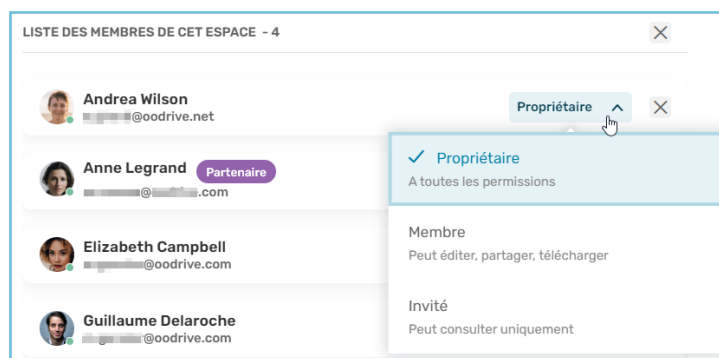 LISTE DES MEMBRES DE CET ESPACE - 4
Andrea Wilson
@oodrive.net
Propriétaire
Anne Legrand Partenaire
@ .com
Elizabeth Campbell
@oodrive.com
Guillaume Delaroche
@oodrive.com
Propriétaire
A toutes les permissions
Membre
Peut éditer, partager, télécharger
Invité
Peut consulter uniquement